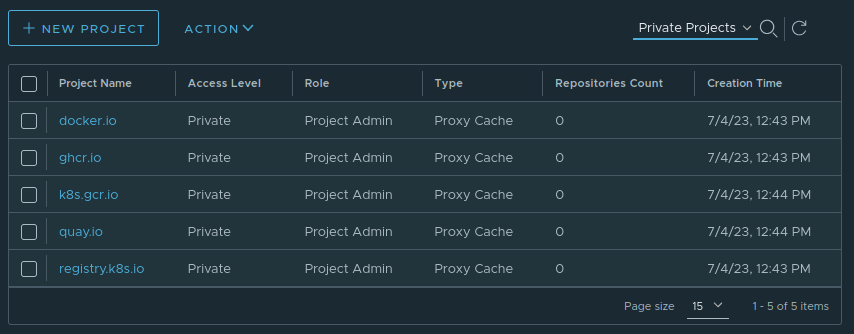 + NEW PROJECT ACTION Private Projects
Project Name Access Level Role Type Repositories Count Creation Time
docker.io Private Project Admin Proxy Cache 0 7/4/23, 12:43 PM
ghcr.io Private Project Admin Proxy Cache 0 7/4/23, 12:43 PM
k8s.gcr.io Private Project Admin Proxy Cache 0 7/4/23, 12:44 PM
quay.io Private Project Admin Proxy Cache 0 7/4/23, 12:44 PM
registry.k8s.io Private Project Admin Proxy Cache 0 7/4/23, 12:43 PM
Page size 15 1 - 5 of 5 items